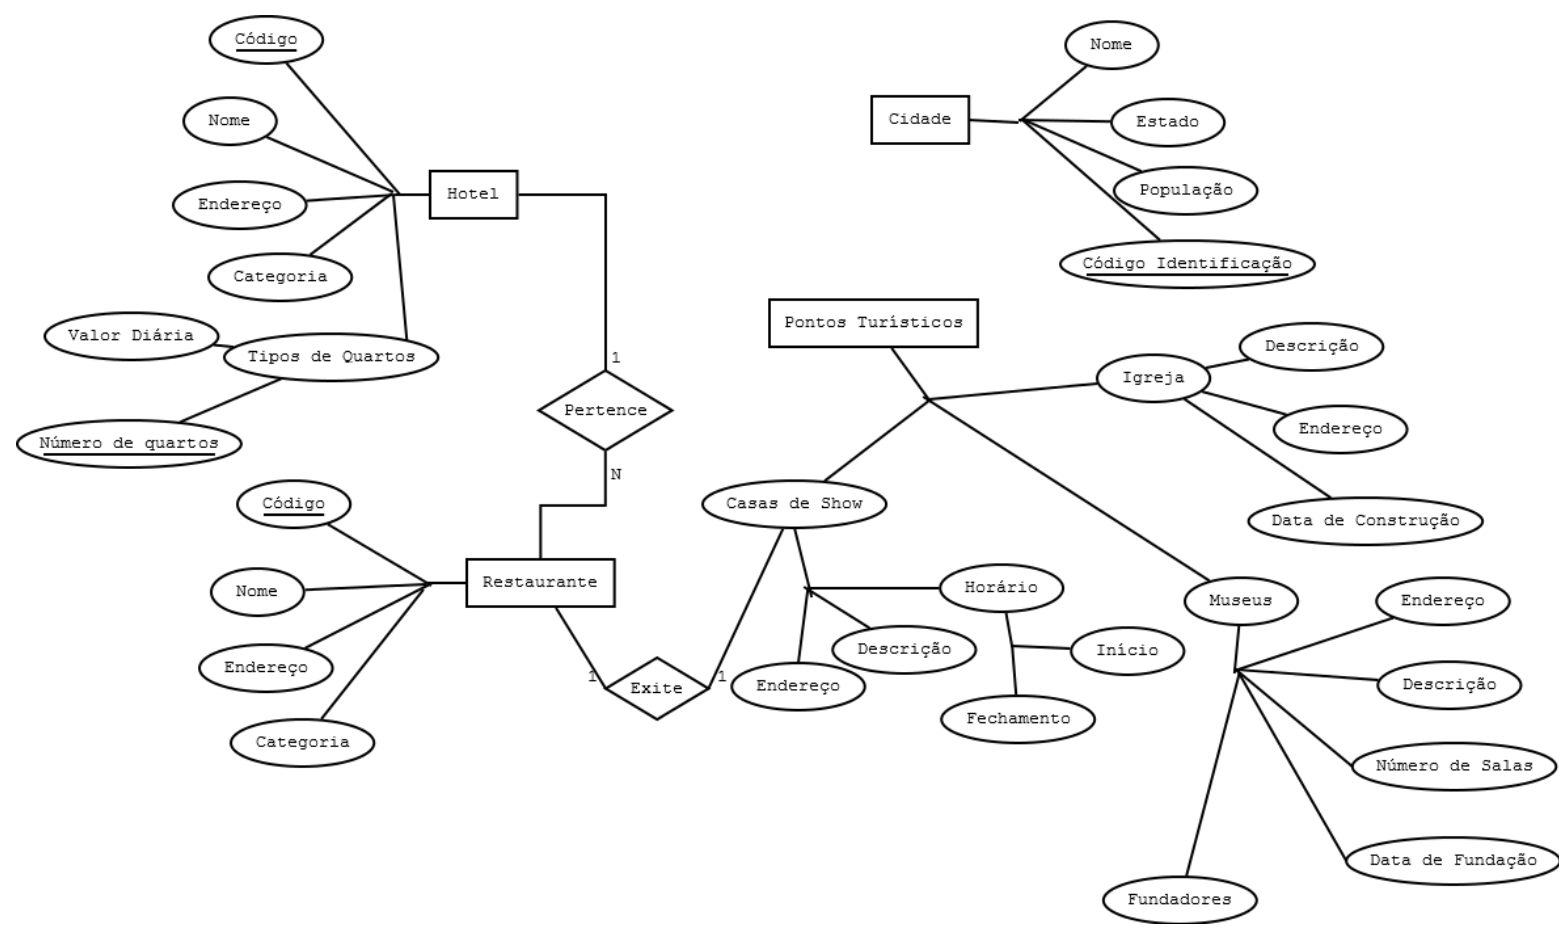 Código
Nome
Endereço
Categoria
Valor Diária
Tipos de Quartos
Número de quartos
Hotel
1
Pertence
N
Código
Nome
Endereço
Categoria
Restaurante
1
Exite
1
Cidade
Nome
Estado
População
Código Identificação
Pontos Turísticos
Igreja
Descrição
Endereço
Data de Construção
Casas de Show
Horário
Início
Fechamento
Descrição
Endereço
Museus
Endereço
Descrição
Número de Salas
Data de Fundação
Fundadores